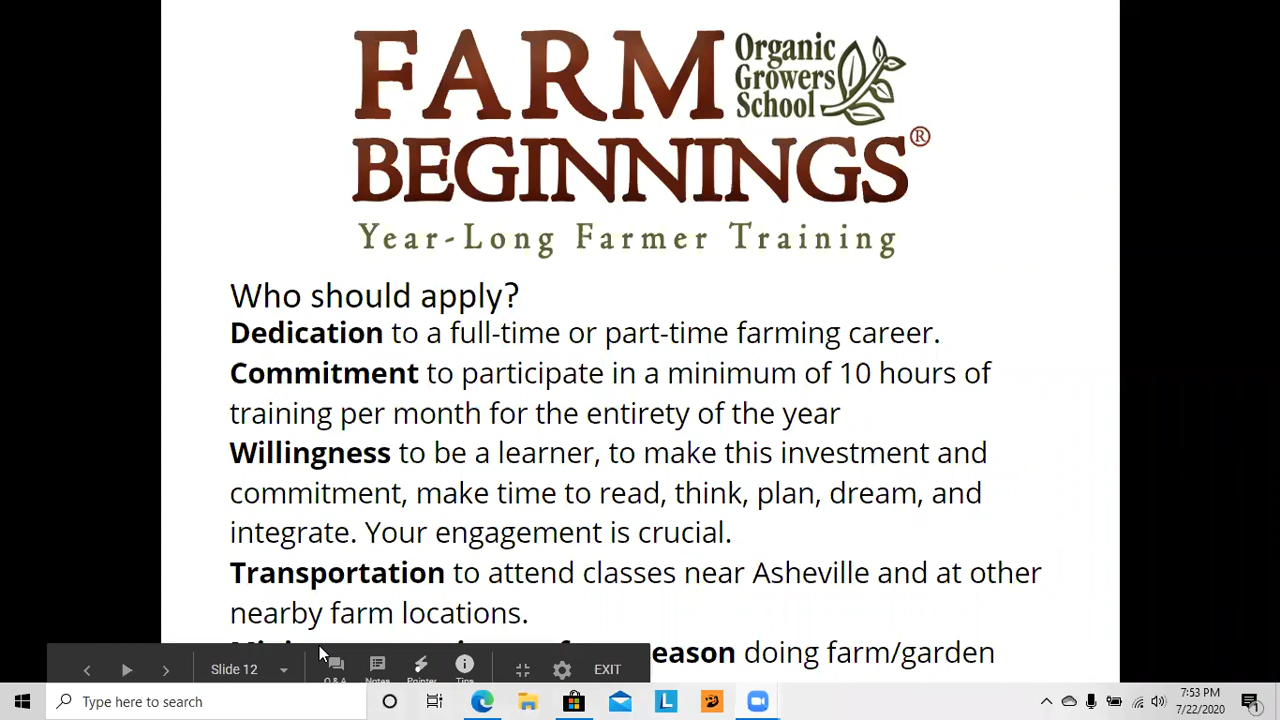 FARM
Organic
Growers
School
BEGINNINGS®
Year-Long Farmer Training
Who should apply?
Dedication to a full-time or part-time farming career.
Commitment to participate in a minimum of 10 hours of
training per month for the entirety of the year
Willingness to be a learner, to make this investment and
commitment, make time to read, think, plan, dream, and
integrate. Your engagement is crucial.
Transportation to attend classes near Asheville and at other
nearby farm locations.
eason doing farm/garden
Slide 12
Q & A
Notes
Pointer
Tips
EXIT
Type here to search
7:53 PM
7/22/2020